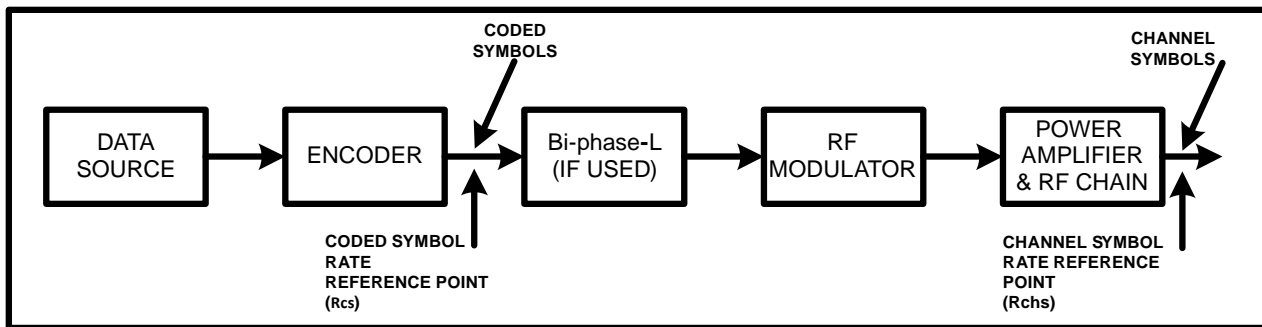 CODED
SYMBOLS
CHANNEL
SYMBOLS
DATA
SOURCE
ENCODER
Bi-phase-L
(IF USED)
RF
MODULATOR
POWER
AMPLIFIER
& RF CHAIN
CODED SYMBOL
RATE
REFERENCE POINT
(Rcs)
CHANNEL SYMBOL
RATE REFERENCE
POINT
(Rchs)